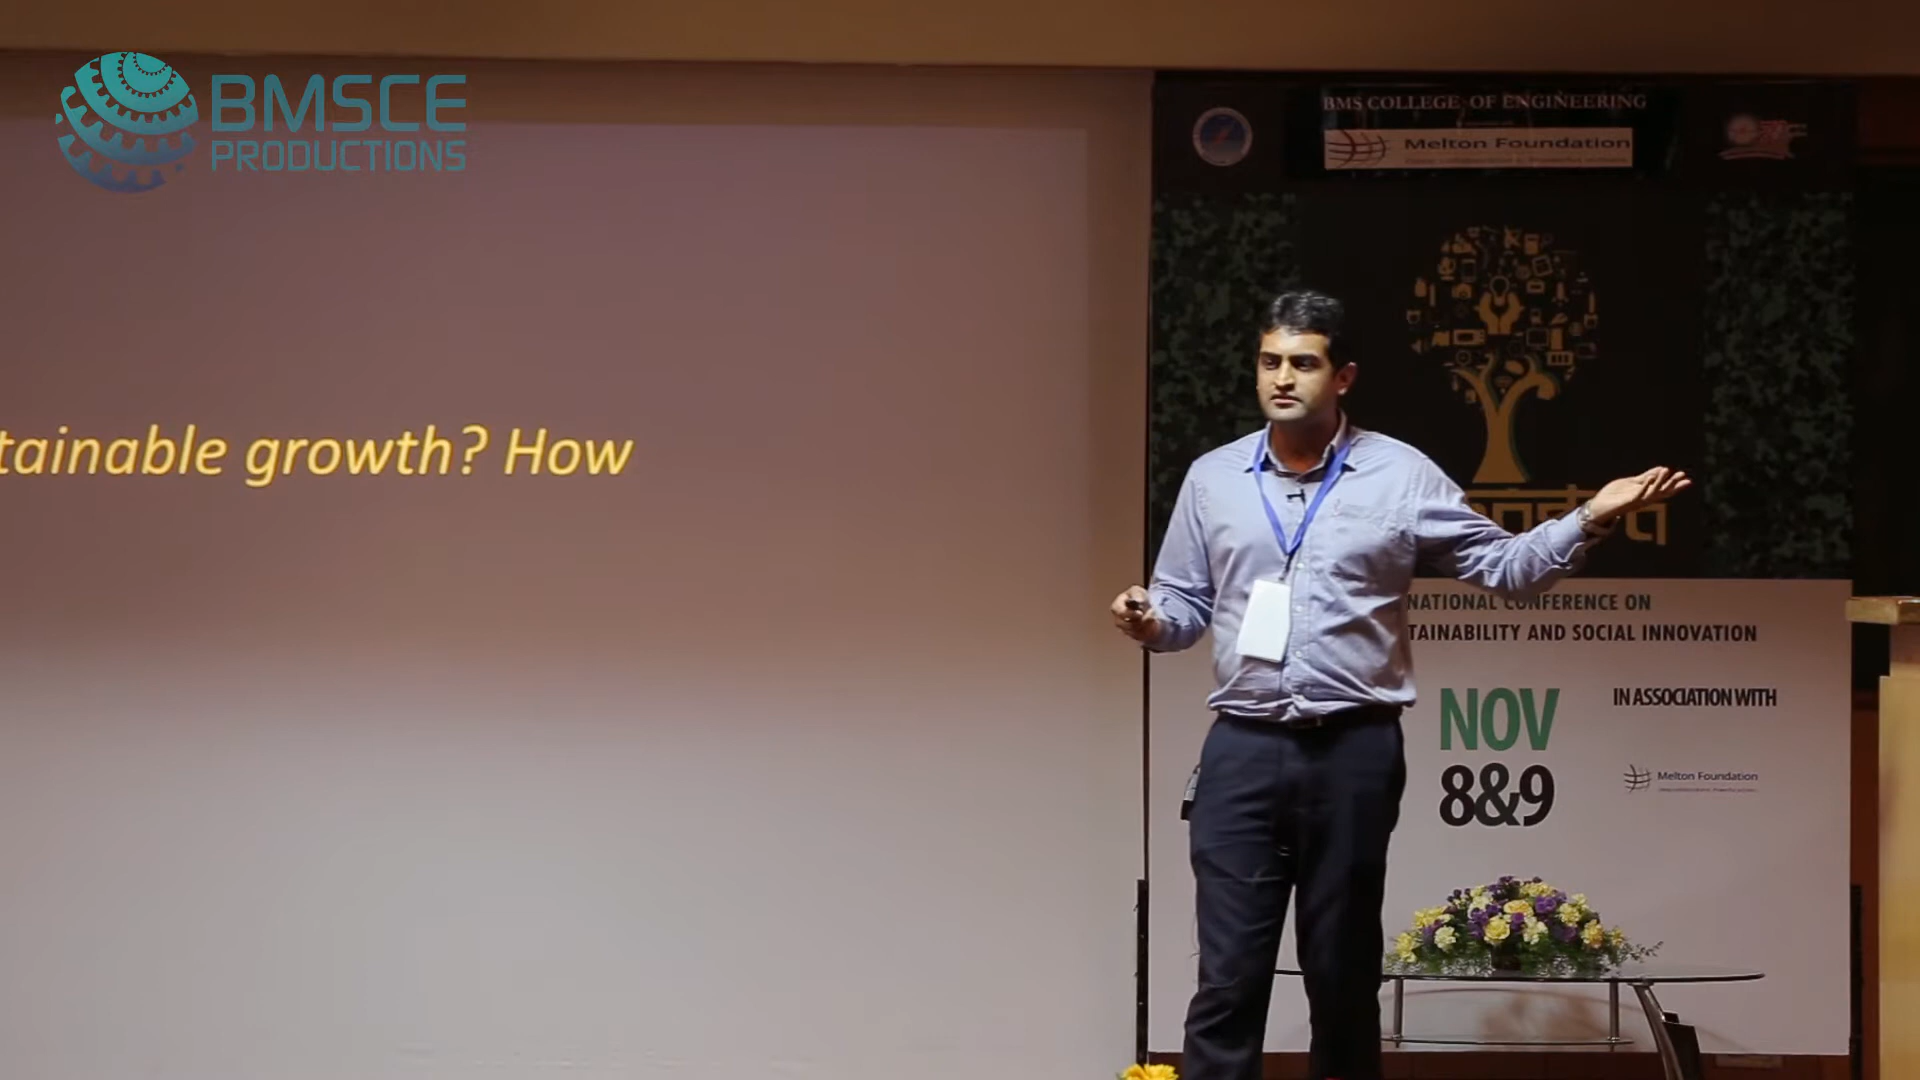 BMSCE
PRODUCTIONS
tainable growth? How
BMS COLLEGE OF ENGINEERING
Melton Foundation
NATIONAL CONFERENCE ON
TAINABILITY AND SOCIAL INNOVATION
NOV
8&9
IN ASSOCIATION WITH
Melton Foundation